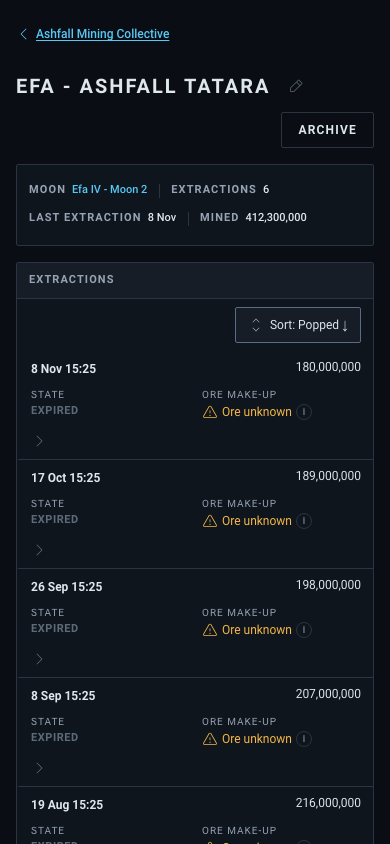 Ashfall Mining Collective
EFA - ASHFALL TATARA
ARCHIVE
MOON Efa IV - Moon 2 EXTRACTIONS 6
LAST EXTRACTION 8 Nov MINED 412,300,000
EXTRACTIONS
Sort: Popped ↓
8 Nov 15:25 180,000,000
STATE ORE MAKE-UP
EXPIRED Ore unknown
17 Oct 15:25 189,000,000
STATE ORE MAKE-UP
EXPIRED Ore unknown
26 Sep 15:25 198,000,000
STATE ORE MAKE-UP
EXPIRED Ore unknown
8 Sep 15:25 207,000,000
STATE ORE MAKE-UP
EXPIRED Ore unknown
19 Aug 15:25 216,000,000
STATE ORE MAKE-UP